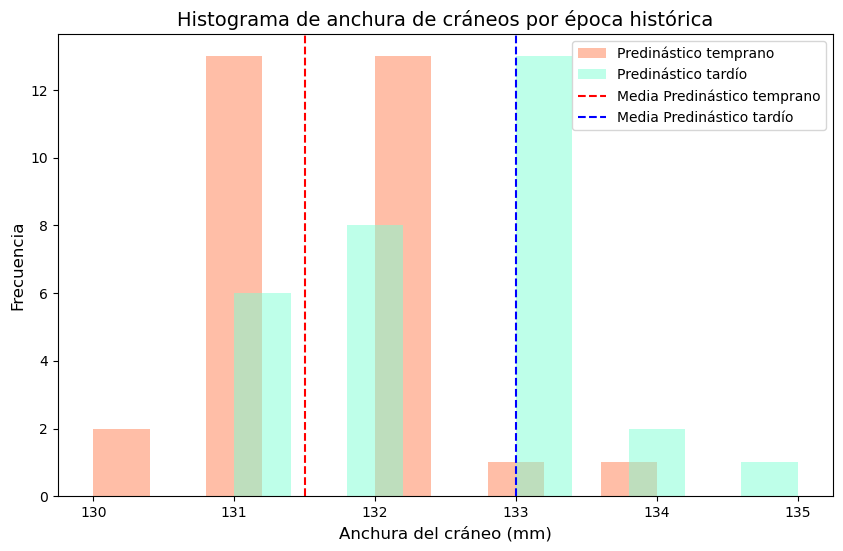 Histograma de anchura de cráneos por época histórica
Predinástico temprano
Predinástico tardío
Media Predinástico temprano
Media Predinástico tardío
Frecuencia
12
10
8
6
4
2
0
130 131 132 133 134 135
Anchura del cráneo (mm)